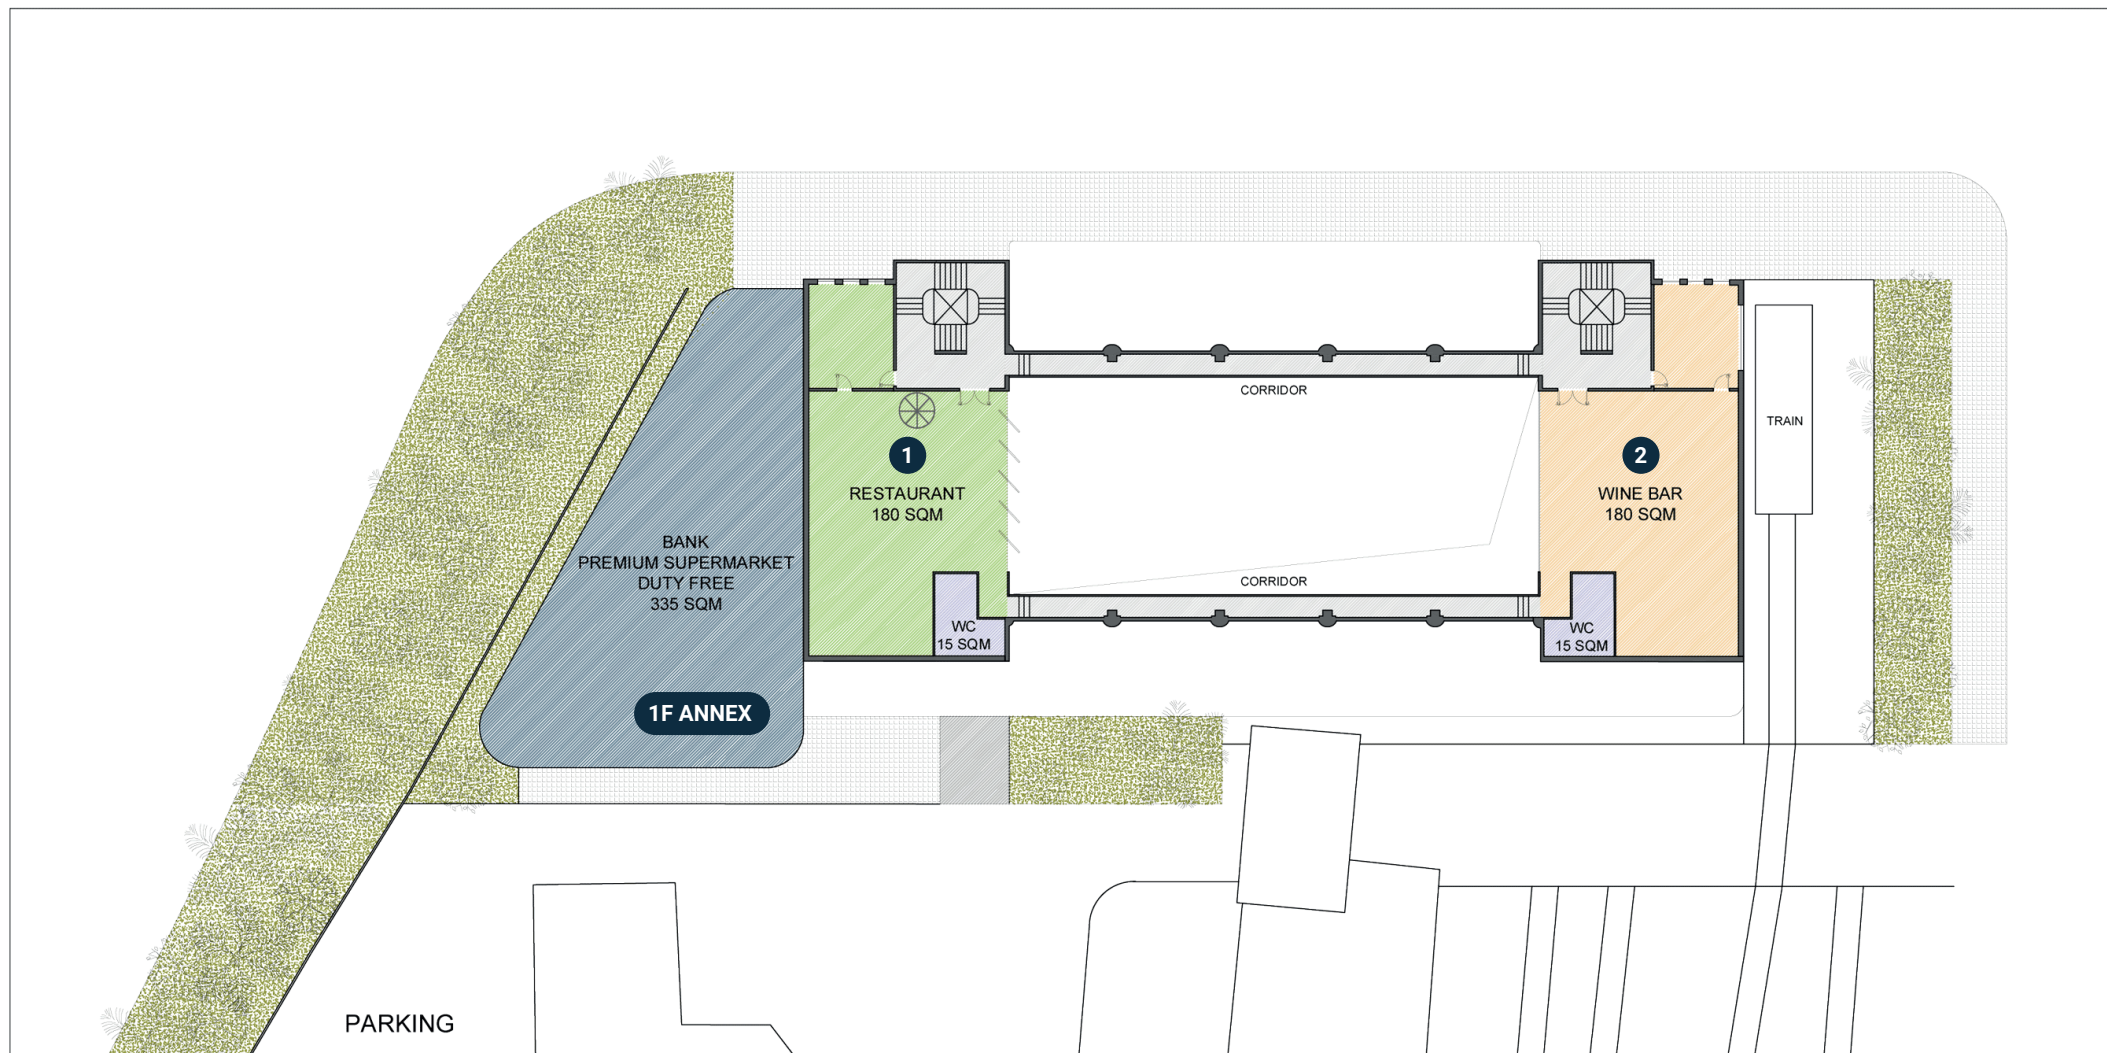 CORRIDOR
TRAIN
1
RESTAURANT
180 SQM
2
WINE BAR
180 SQM
BANK
PREMIUM SUPERMARKET
DUTY FREE
335 SQM
CORRIDOR
WC
15 SQM
WC
15 SQM
1F ANNEX
PARKING